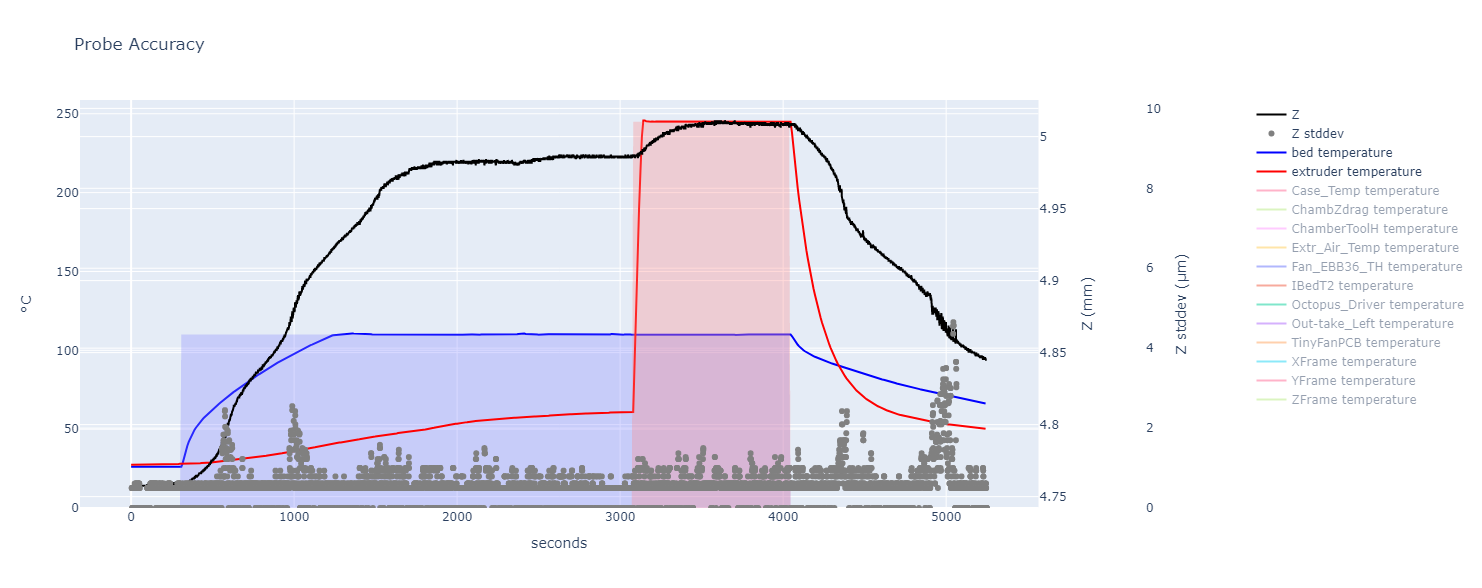 Probe Accuracy
250
200
150
100
50
0
°C
0
1000
2000
3000
4000
5000
seconds
5
4.95
4.9
4.85
4.8
4.75
Z (mm)
10
8
6
4
2
0
Z stddev (μm)
Z
Z stddev
bed temperature
extruder temperature
Case_Temp temperature
ChambZdrag temperature
ChamberToolH temperature
Extr_Air_Temp temperature
Fan_EBB36_TH temperature
IBedT2 temperature
Octopus_Driver temperature
Out-take_Left temperature
TinyFanPCB temperature
XFrame temperature
YFrame temperature
ZFrame temperature